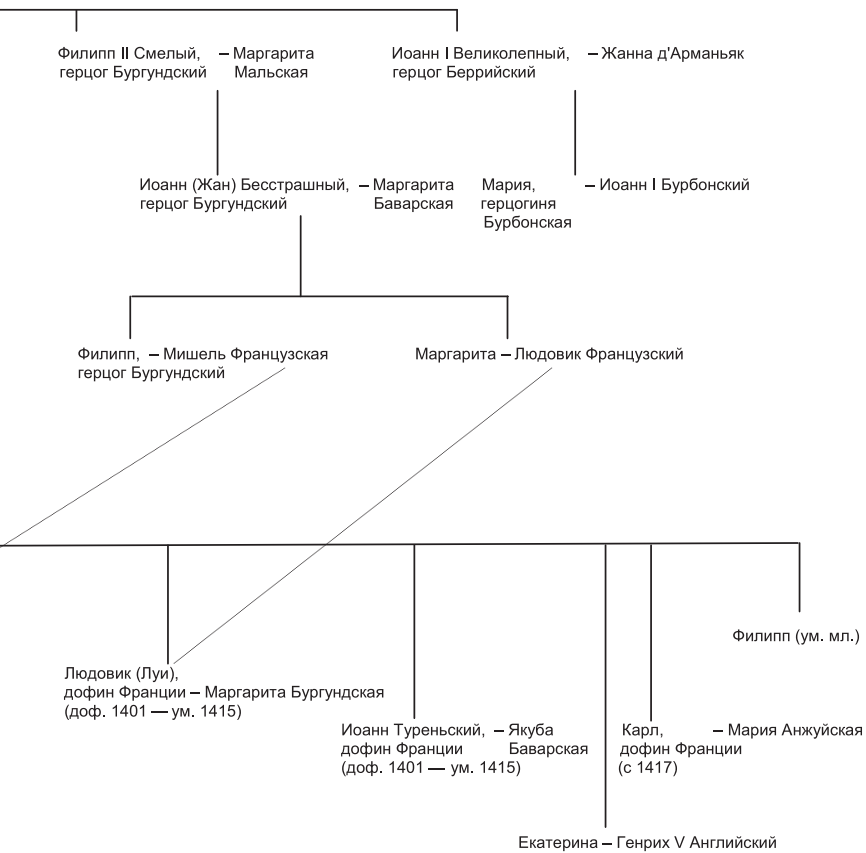 Филипп II Смелый, – Маргарита
герцог Бургундский Мальская
Иоанн I Великолепный, – Жанна д'Арманьяк
герцог Беррийский
Иоанн (Жан) Бесстрашный, – Маргарита
герцог Бургундский Баварская
Мария, – Иоанн I Бурбонский
герцогиня
Бурбонская
Филипп, – Мишель Французская
герцог Бургундский
Маргарита – Людовик Французский
Филипп (ум. мл.)
Людовик (Луи),
дофин Франции – Маргарита Бургундская
(доф. 1401 — ум. 1415)
Иоанн Туреньский, – Якуба
дофин Франции Баварская
(доф. 1401 — ум. 1415)
Карл, – Мария Анжуйская
дофин Франции
(с 1417)
Екатерина – Генрих V Английский